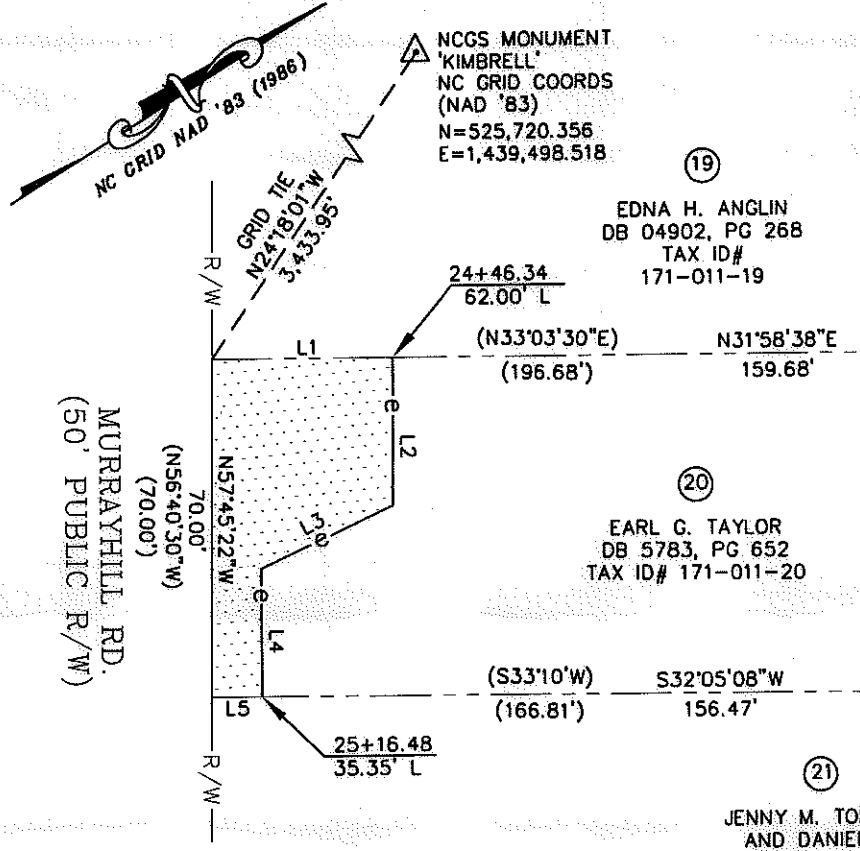 NC GRID NAD '83 (1986)
NCGS MONUMENT
'KIMBRELL'
NC GRID COORDS
(NAD '83)
N=525,720.356
E=1,439,498.518
GRID TIE
N24°18'01"W
3,433.95'
19
EDNA H. ANGLIN
DB 04902, PG 268
TAX ID#
171-011-19
R/W
24+46.34
62.00' L
L1
(N33°03'30"E)
(196.68')
N31°58'38"E
159.68'
e
L2
MURRAYHILL RD.
(50' PUBLIC R/W)
N57°45'22"W
70.00'
(N56°40'30"W)
(70.00')
L3
e
20
EARL G. TAYLOR
DB 5783, PG 652
TAX ID# 171-011-20
e
L4
L5
(S33°10'W)
(166.81')
S32°05'08"W
156.47'
R/W
25+16.48
35.35' L
21
JENNY M.
AND DANIEL